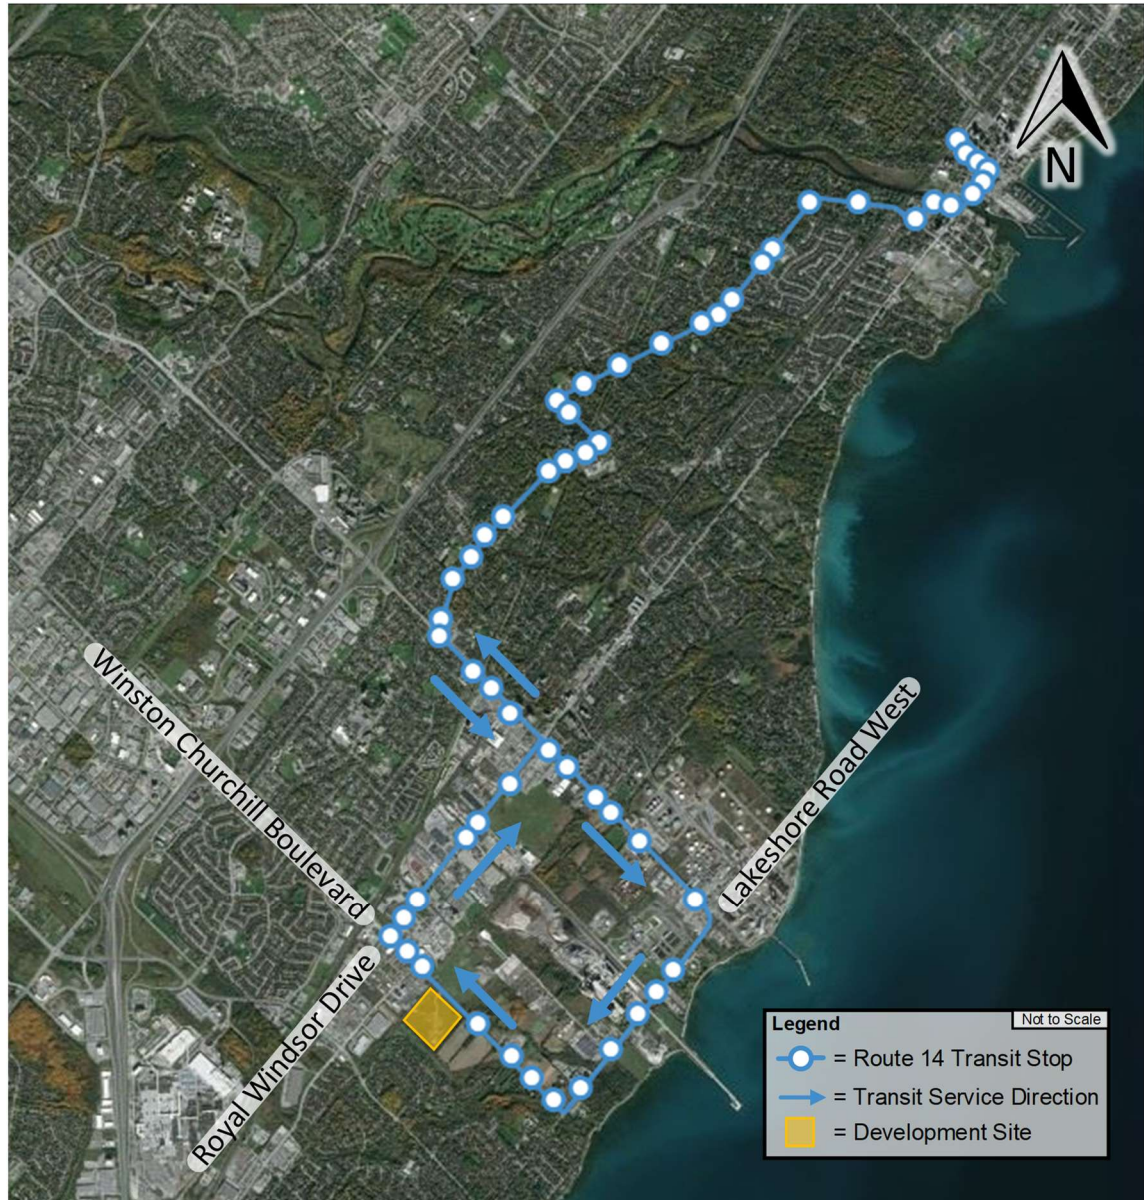 N
Winston Churchill Boulevard
Lakeshore Road West
Royal Windsor Drive
Legend
Not to Scale
= Route 14 Transit Stop
= Transit Service Direction
= Development Site